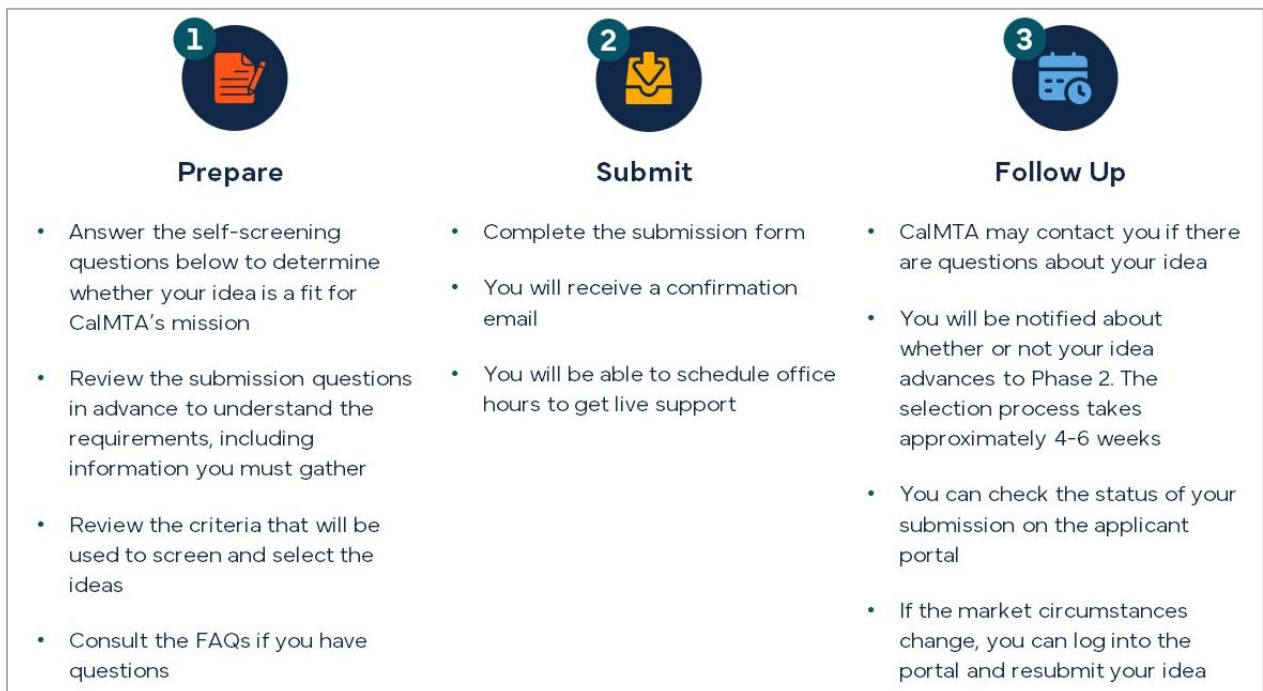 1
Prepare
• Answer the self-screening
questions below to determine
whether your idea is a fit for
CalMTA's mission
• Review the submission questions
in advance to understand the
requirements, including
information you must gather
• Review the criteria that will be
used to screen and select the
ideas
• Consult the FAQs if you have
questions
2
Submit
• Complete the submission form
• You will receive a confirmation
email
• You will be able to schedule office
hours to get live support
3
Follow Up
• CalMTA may contact you if there
are questions about your idea
• You will be notified about
whether or not your idea
advances to Phase 2. The
selection process takes
approximately 4-6 weeks
• You can check the status of your
submission on the applicant
portal
• If the market circumstances
change, you can log into the
portal and resubmit your idea